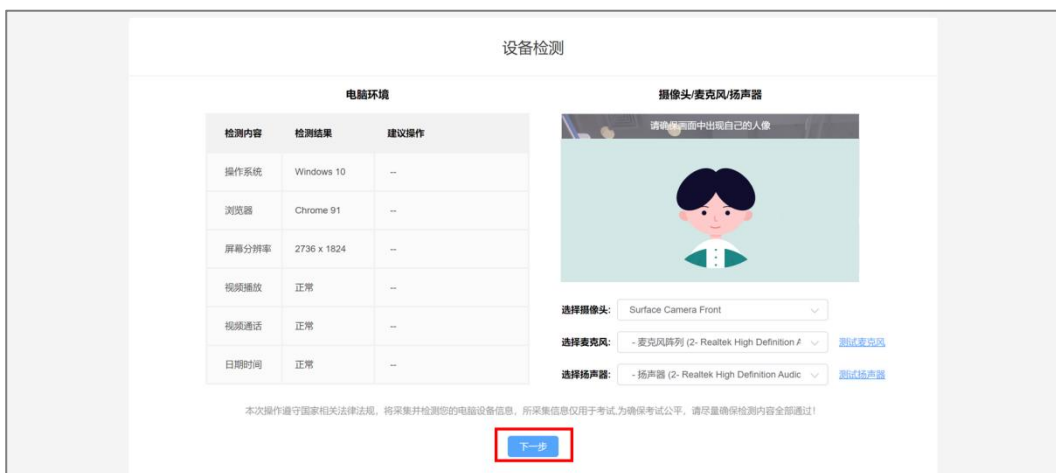 设备检测
电脑环境
检测内容 检测结果 建议操作
操作系统 Windows 10 --
浏览器 Chrome 91 --
屏幕分辨率 2736 x 1824 --
视频播放 正常 --
视频通话 正常 --
日期时间 正常 --
摄像头/麦克风/扬声器
请确保画面中出现自己的人像
选择摄像头: Surface Camera Front
选择麦克风: - 麦克风阵列 (2- Realtek High Definition A 测试麦克风
选择扬声器: - 扬声器 (2- Realtek High Definition Audic 测试扬声器
本次操作遵守国家相关法律法规，将采集并检测您的电脑设备信息，所采集信息仅用于考试,为确保考试公平，请尽量确保检测内容全部通过!
下一步